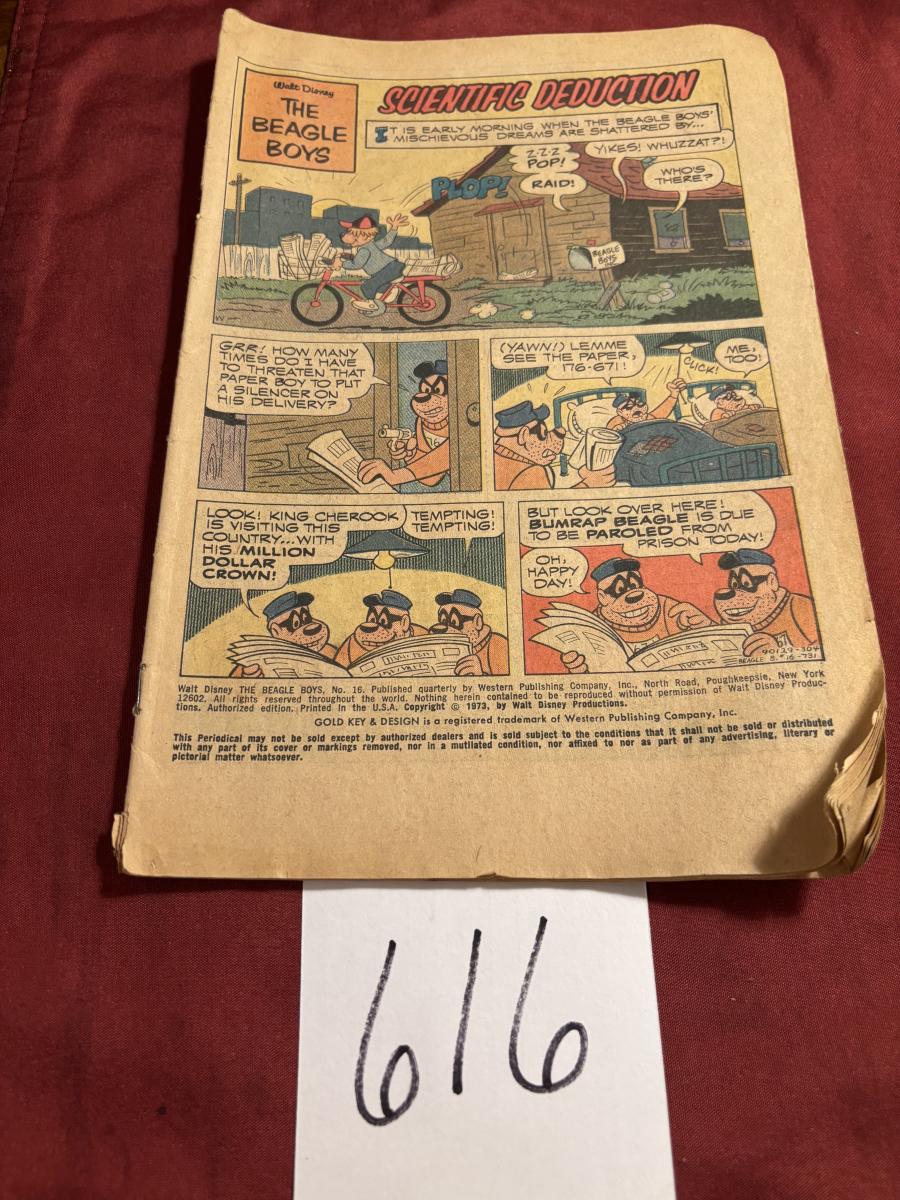 Walt Disney
THE
BEAGLE
BOYS
SCIENTIFIC DEDUCTION
IT IS EARLY MORNING WHEN THE BEAGLE BOYS'
MISCHIEVOUS DREAMS ARE SHATTERED BY...
PLOP!
Z-Z-Z
POP!
RAID!
YIKES! WHUZZAT?!
WHO'S
THERE?
BEAGLE
BOYS
GRR! HOW MANY
TIMES DO I HAVE
TO THREATEN THAT
PAPER BOY TO PUT
A SILENCER ON
HIS DELIVERY?
(YAWN!) LEMME
SEE THE PAPER,
176-671!
CLICK!
ME,
TOO!
LOOK! KING CHEROOK
IS VISITING THIS
COUNTRY...WITH
HIS MILLION
DOLLAR
CROWN!
TEMPTING!
TEMPTING!
BUT LOOK OVER HERE!
BUMRAP BEAGLE IS DUE
TO BE PAROLED FROM
PRISON TODAY!
OH,
HAPPY
DAY!
90129-304
BEAGLE B. #16-731
Walt Disney THE BEAGLE BOYS, No. 16. Published quarterly by Western Publishing Company, Inc., North Road, Poughkeepsie, New York
12602. All rights reserved throughout the world. Nothing herein contained to be reproduced without permission of Walt Disney Produc-
tions. Authorized edition. Printed in the U.S.A. Copyright © 1973, by Walt Disney Productions.
GOLD KEY & DESIGN is a registered trademark of Western Publishing Company, Inc.
This Periodical may not be sold except by authorized dealers and is sold subject to the conditions that it shall not be sold or distributed
with any part of its cover or markings removed, nor in a mutilated condition, nor affixed to nor as part of any advertising, literary or
pictorial matter whatsoever.
616